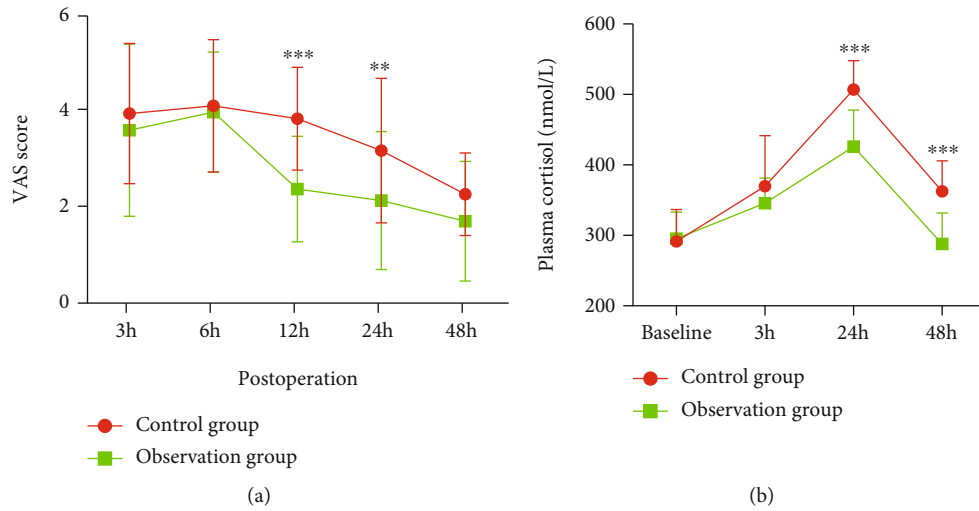 6
4
2
0
VAS score
***
**
3h 6h 12h 24h 48h
Postoperation
Control group
Observation group
(a)
600
500
400
300
200
Plasma cortisol (nmol/L)
***
***
Baseline 3h 24h 48h
Control group
Observation group
(b)